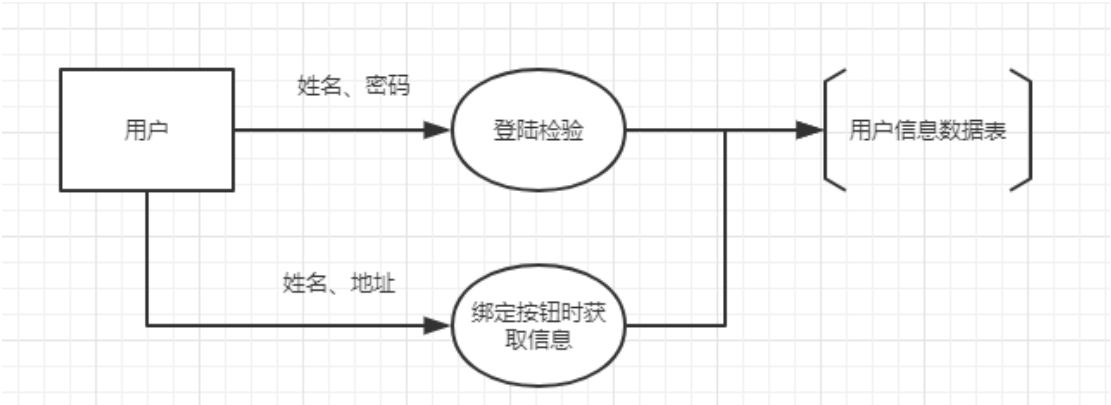 姓名、密码
用户
登陆检验
用户信息数据表
姓名、地址
绑定按钮时获
取信息